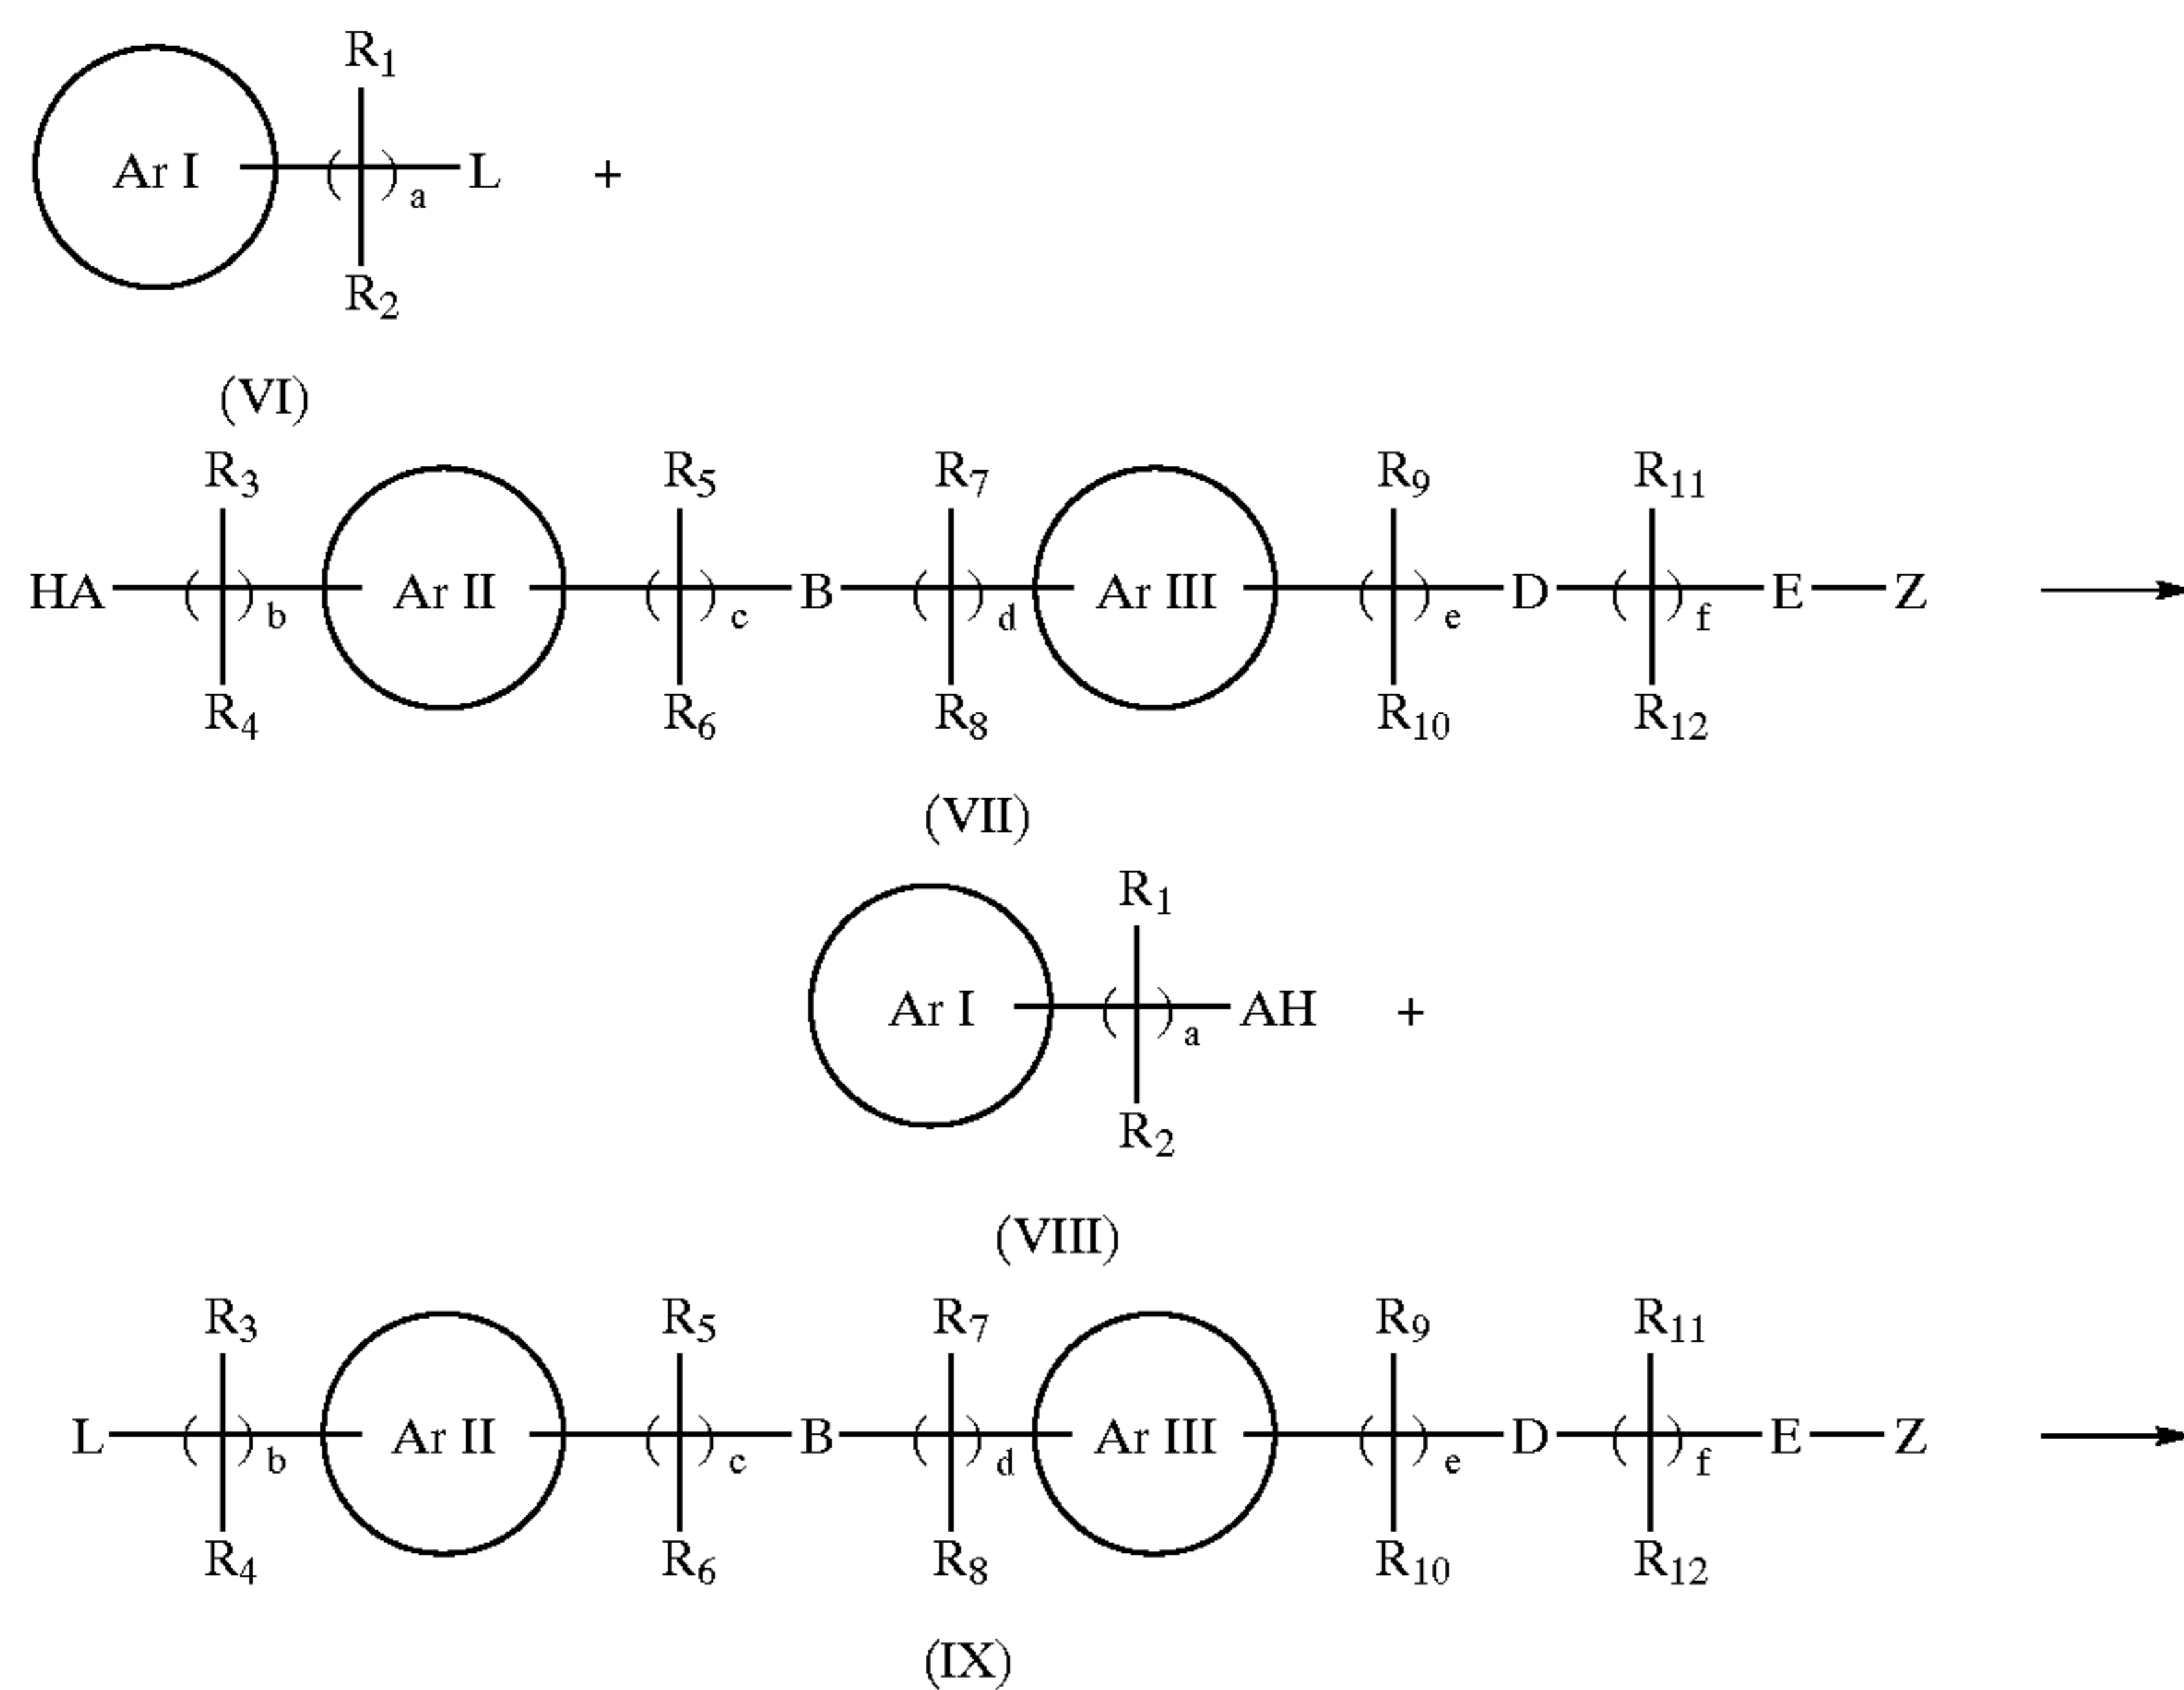 R1
Ar I ( )a L +
R2
(VI)
R3 R5 R7 R9 R11
HA ( )b Ar II ( )c B ( )d Ar III ( )e D ( )f E Z
R4 R6 R8 R10 R12
(VII)
R1
Ar I ( )a AH +
R2
(VIII)
R3 R5 R7 R9 R11
L ( )b Ar II ( )c B ( )d Ar III ( )e D ( )f E Z
R4 R6 R8 R10 R12
(IX)